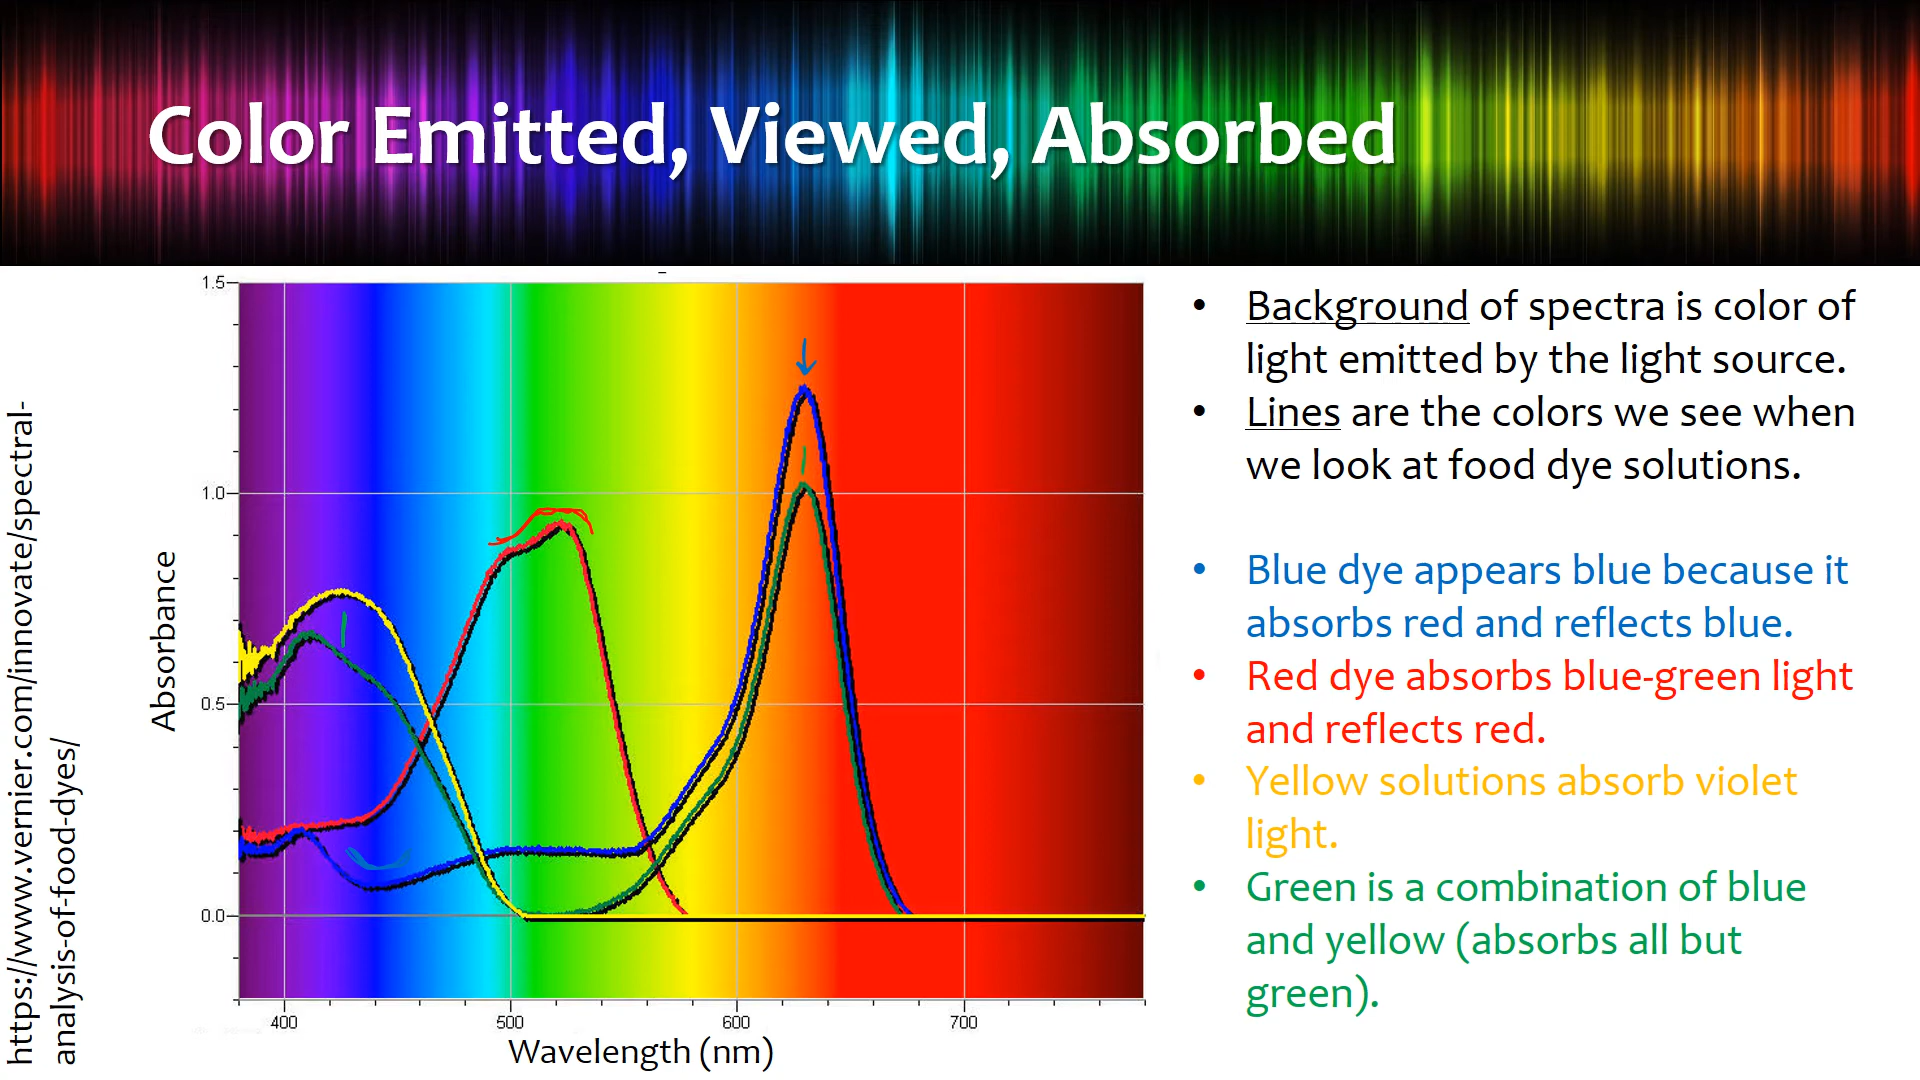 Color Emitted, Viewed, Absorbed
https://www.vernier.com/innovate/spectral-
analysis-of-food-dyes/
Absorbance
1.5
1.0
0.5
0.0
400
500
600
700
Wavelength (nm)
• Background of spectra is color of
light emitted by the light source.
• Lines are the colors we see when
we look at food dye solutions.
• Blue dye appears blue because it
absorbs red and reflects blue.
• Red dye absorbs blue-green light
and reflects red.
• Yellow solutions absorb violet
light.
• Green is a combination of blue
and yellow (absorbs all but
green).